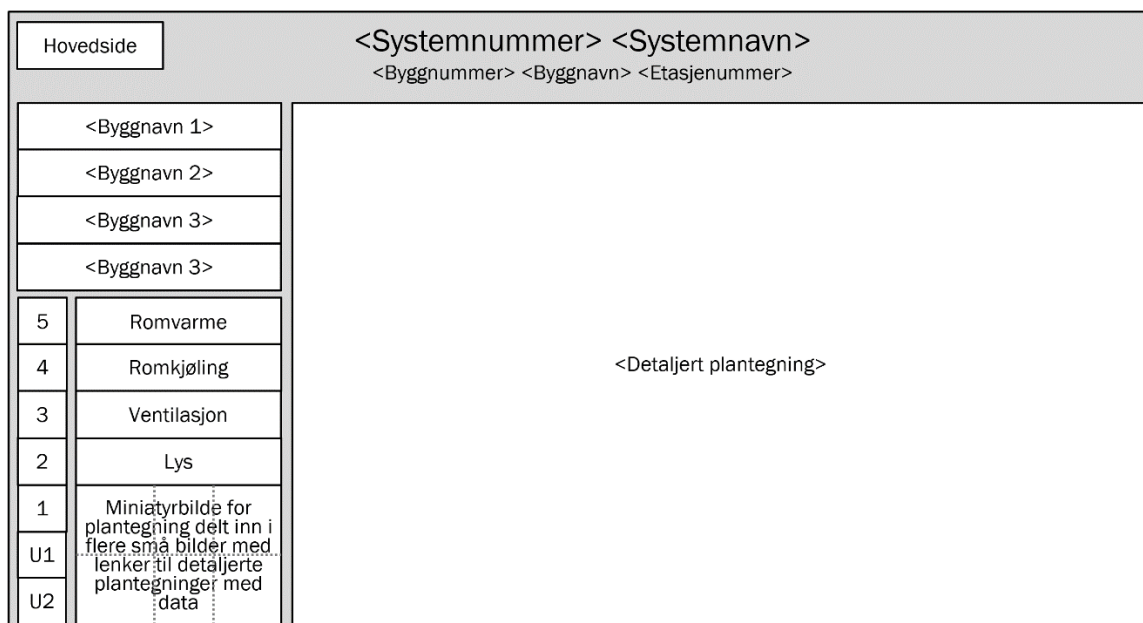 Hovedside
<Systemnummer> <Systemnavn>
<Byggnummer> <Byggnavn> <Etasjenummer>
<Byggnavn 1>
<Byggnavn 2>
<Byggnavn 3>
<Byggnavn 3>
5
Romvarme
4
Romkjøling
3
Ventilasjon
2
Lys
1
U1
U2
Miniatyrbilde for
plantegning delt inn i
flere små bilder med
lenker til detaljerte
plantegninger med
data
<Detaljert plantegning>